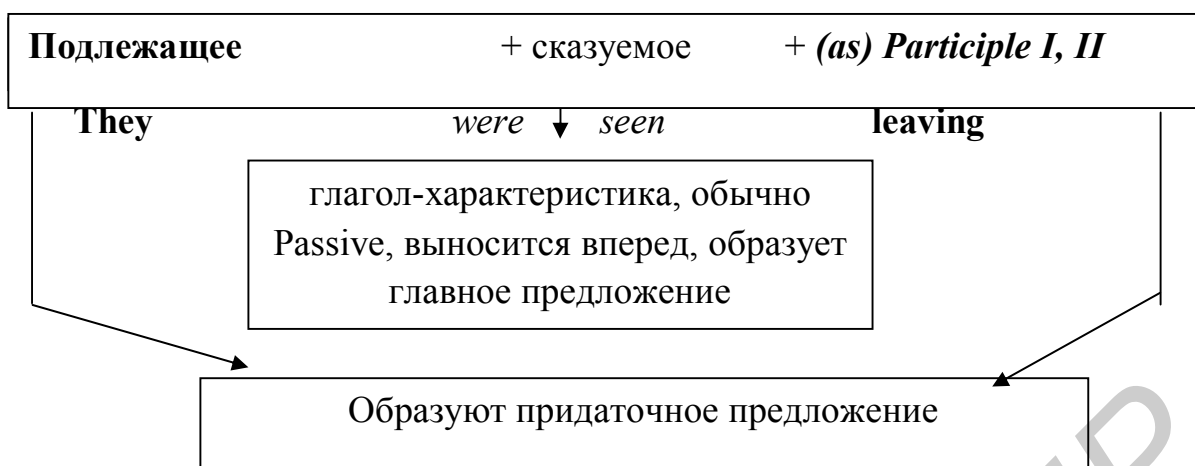 Подлежащее + сказуемое + (as) Participle I, II
They were seen leaving
глагол-характеристика, обычно
Passive, выносится вперед, образует
главное предложение
Образуют придаточное предложение